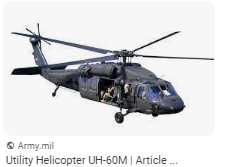 Army.mil
Utility Helicopter UH-60M | Article ...